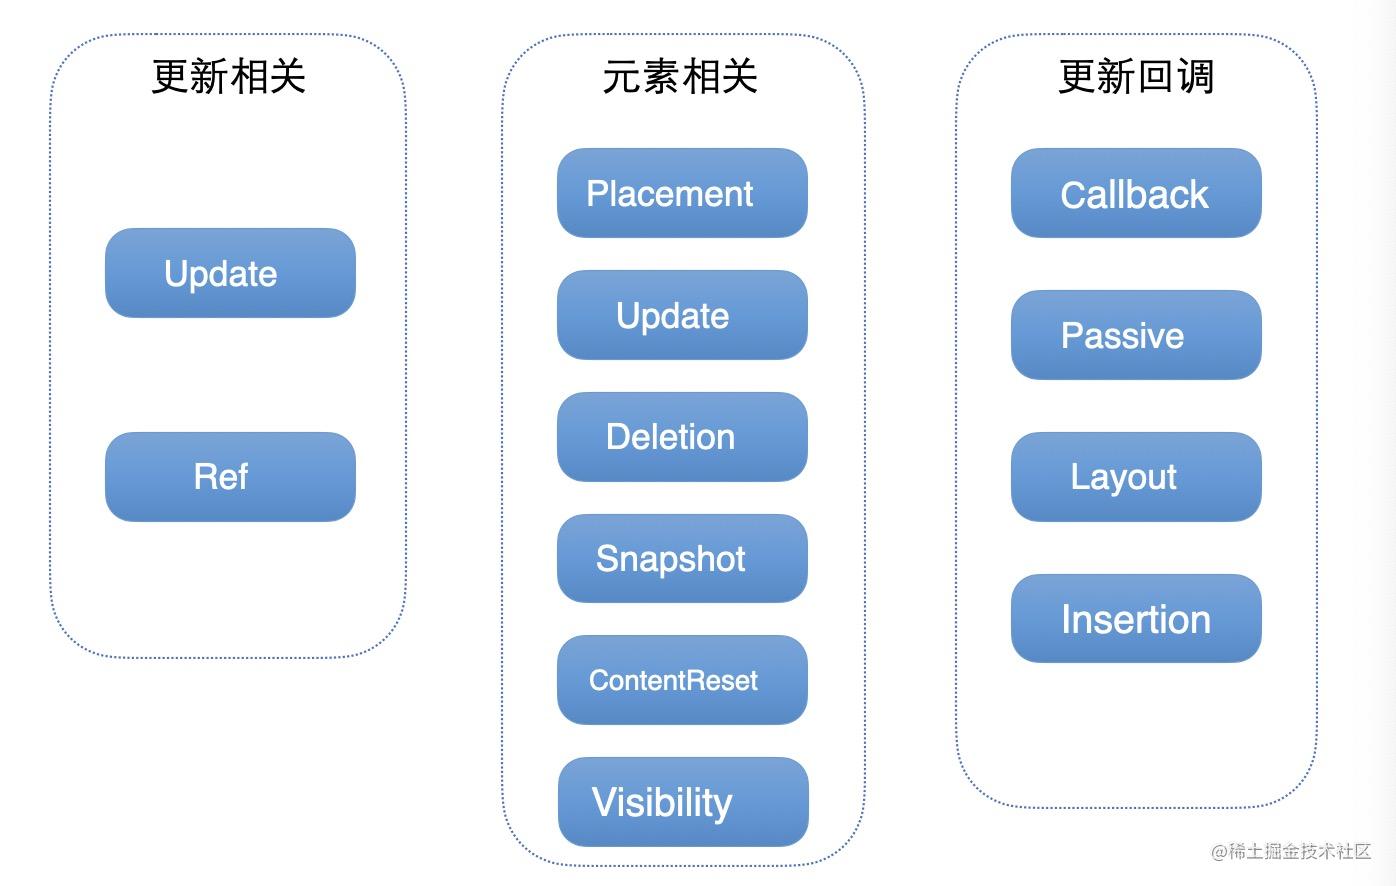 更新相关
Update
Ref
元素相关
Placement
Update
Deletion
Snapshot
ContentReset
Visibility
更新回调
Callback
Passive
Layout
Insertion
@稀土掘金技术社区